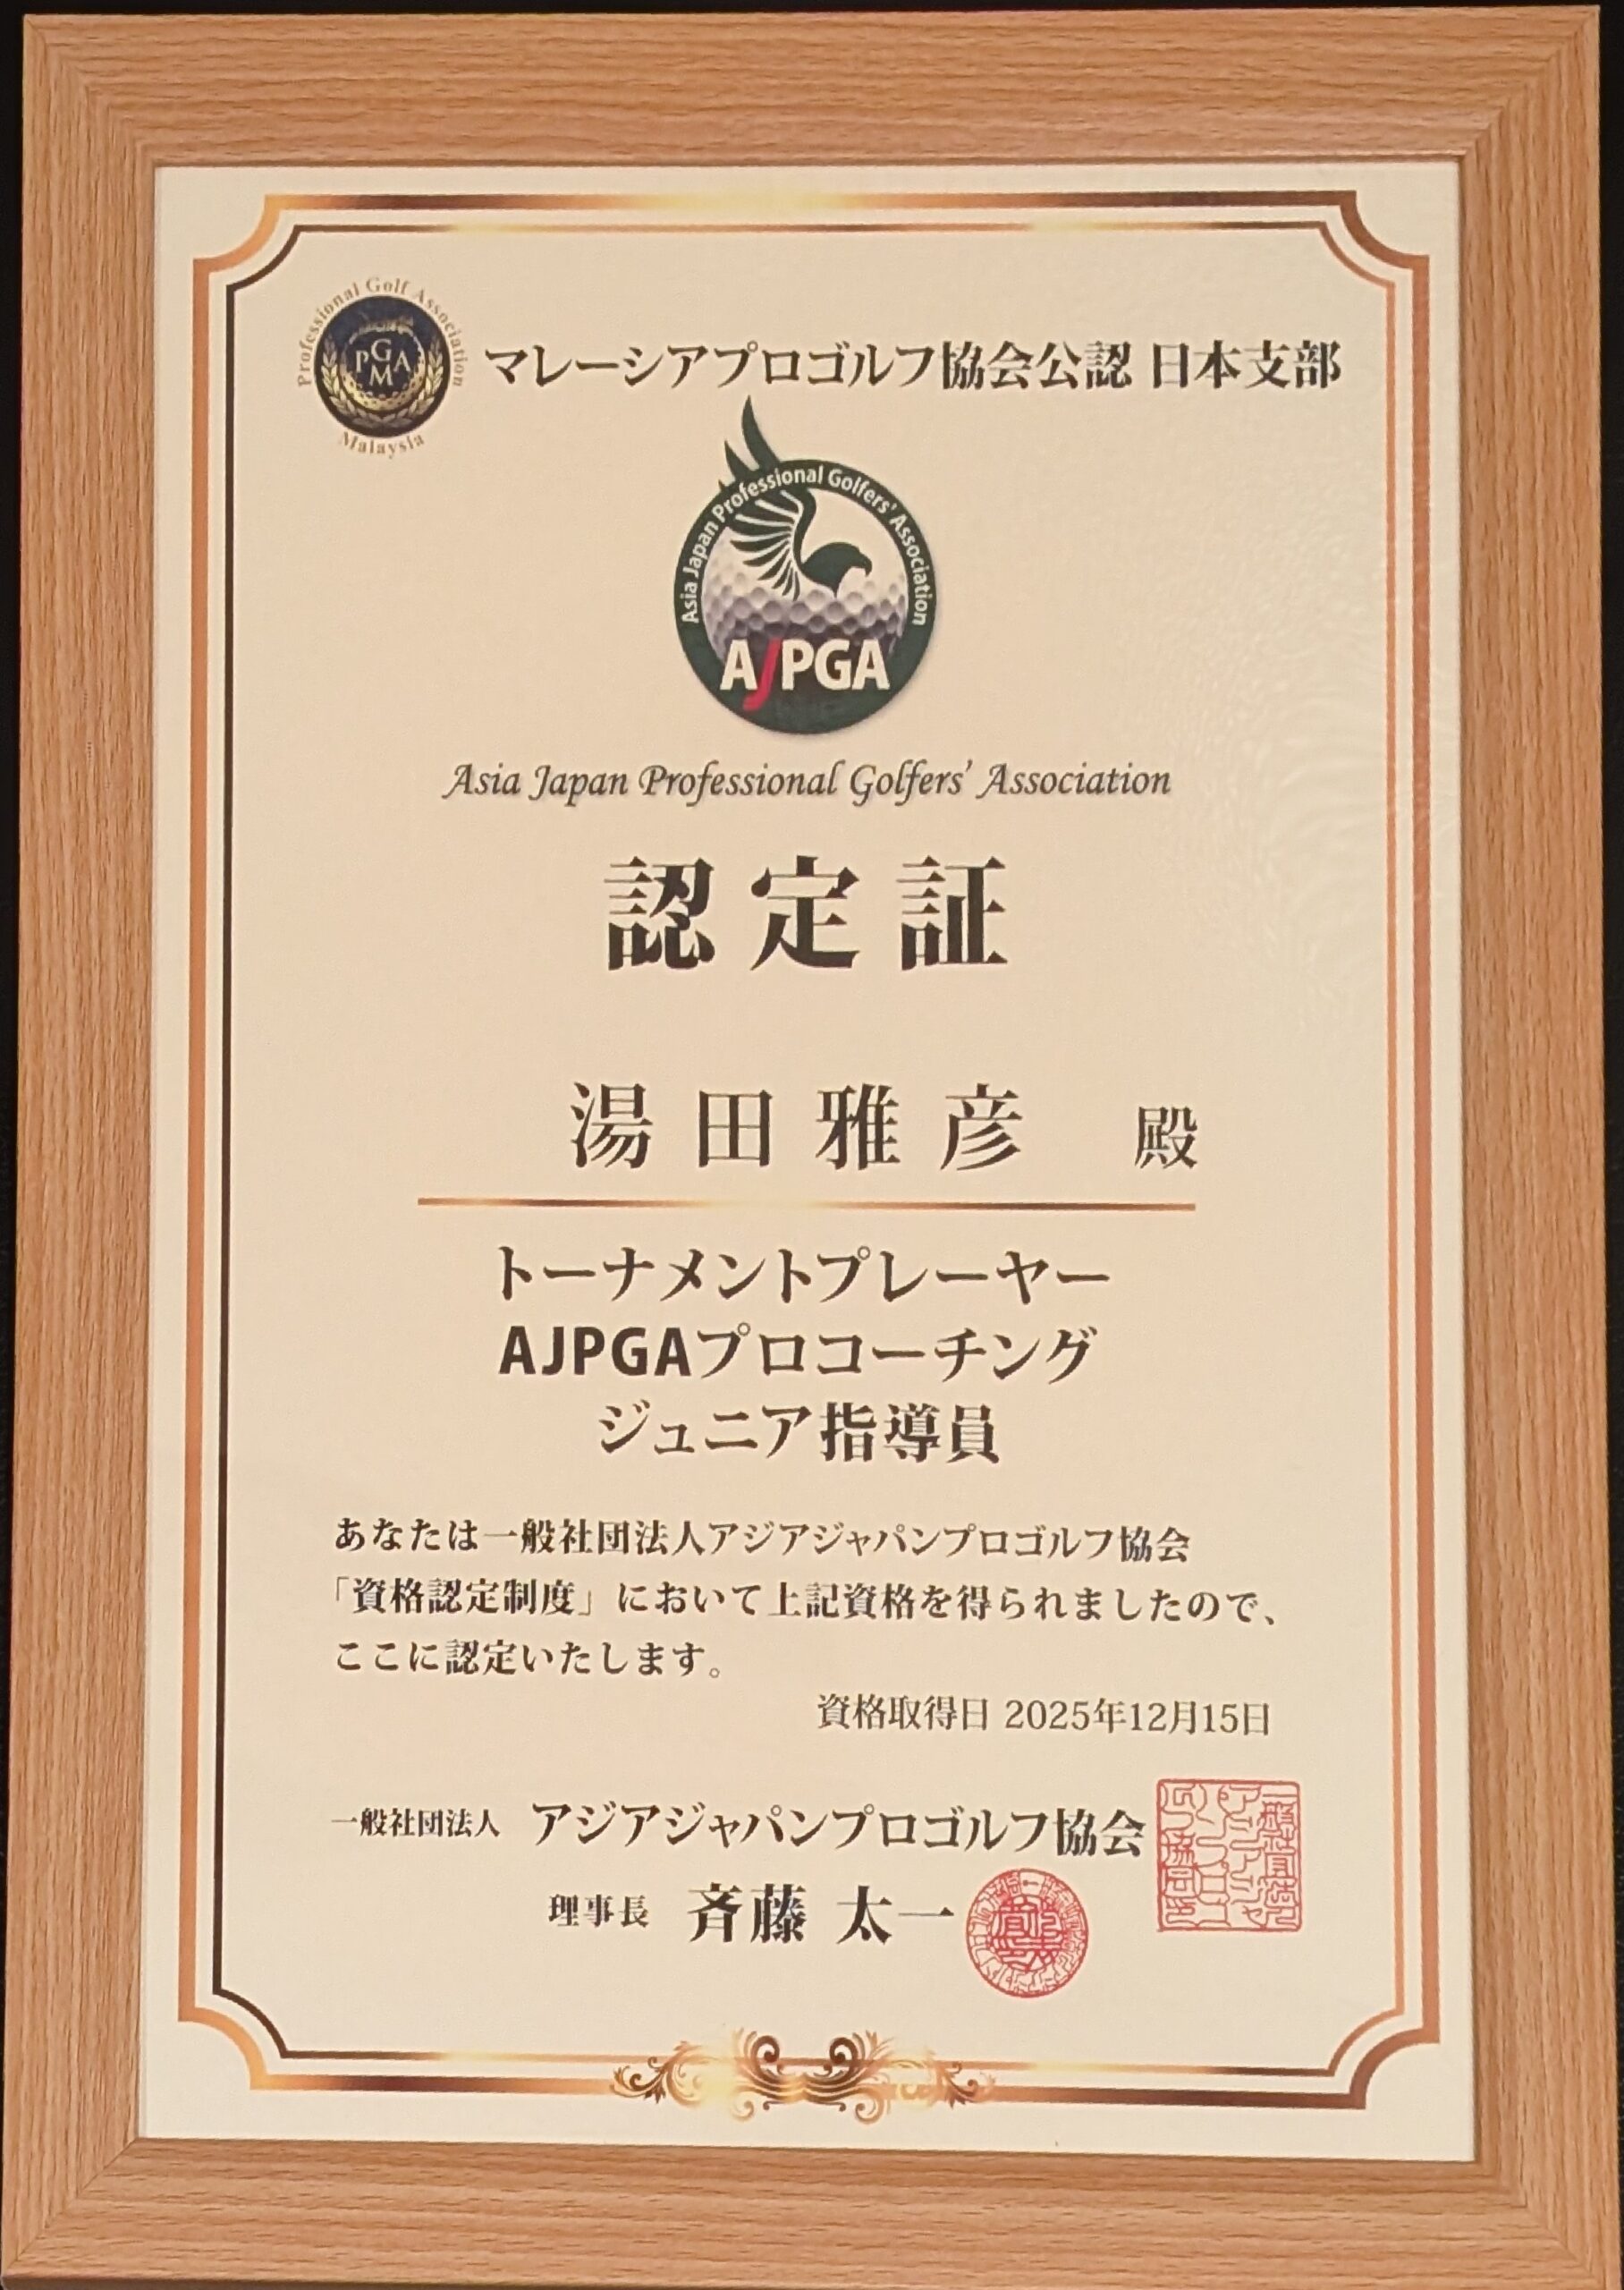 Professional Golf Association
PGAM
Malaysia
マレーシアプロゴルフ協会公認 日本支部
Asia Japan Professional Golfers' Association
AJPGA
Asia Japan Professional Golfers' Association
認定証
湯田雅彦 殿
トーナメントプレーヤー
AJPGAプロコーチング
ジュニア指導員
あなたは一般社団法人アジアジャパンプロゴルフ協会
「資格認定制度」において上記資格を得られましたので、
ここに認定いたします。
資格取得日 2025年12月15日
一般社団法人 アジアジャパンプロゴルフ協会
理事長 斉藤 太一